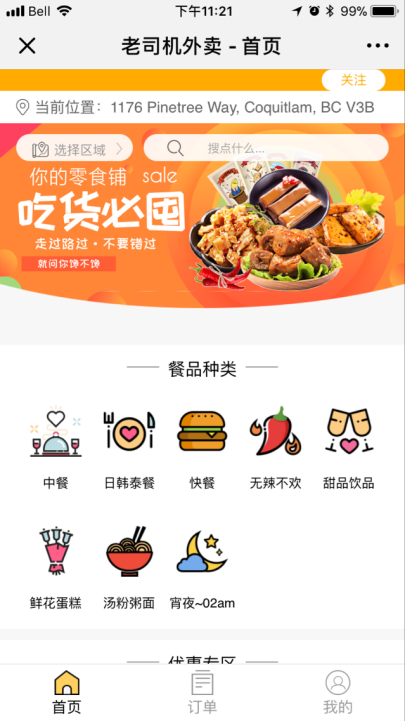 Bell 下午11:21 99%
老司机外卖 - 首页
关注
当前位置：1176 Pinetree Way, Coquitlam, BC V3B
选择区域 搜点什么...
你的零食铺 sale
吃货必囤
走过路过·不要错过
就问你馋不馋
餐品种类
中餐 日韩泰餐 快餐 无辣不欢 甜品饮品
鲜花蛋糕 汤粉粥面 宵夜~02am
优惠专区
首页 订单 我的